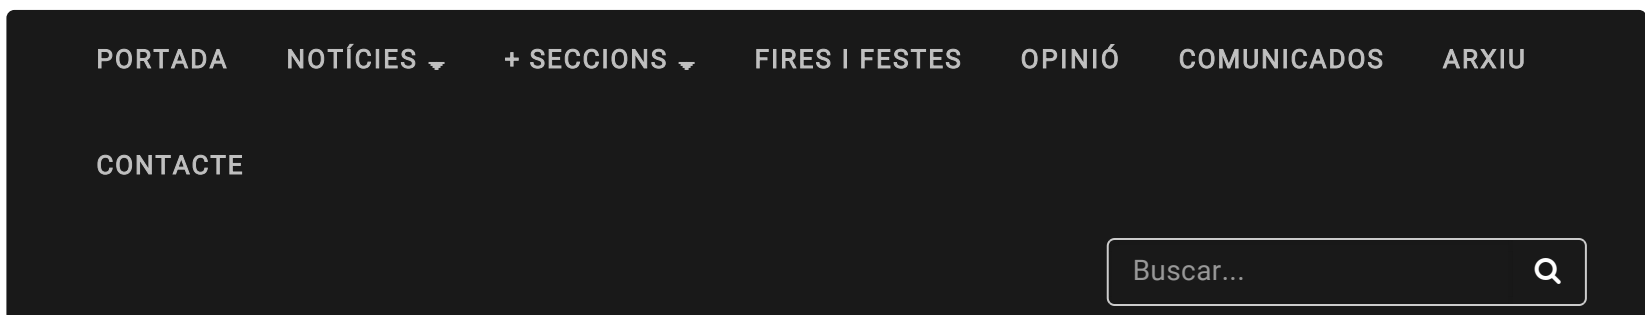 PORTADA NOTÍCIES + SECCIONS FIRES I FESTES OPINIÓ COMUNICADOS ARXIU
CONTACTE
Buscar...